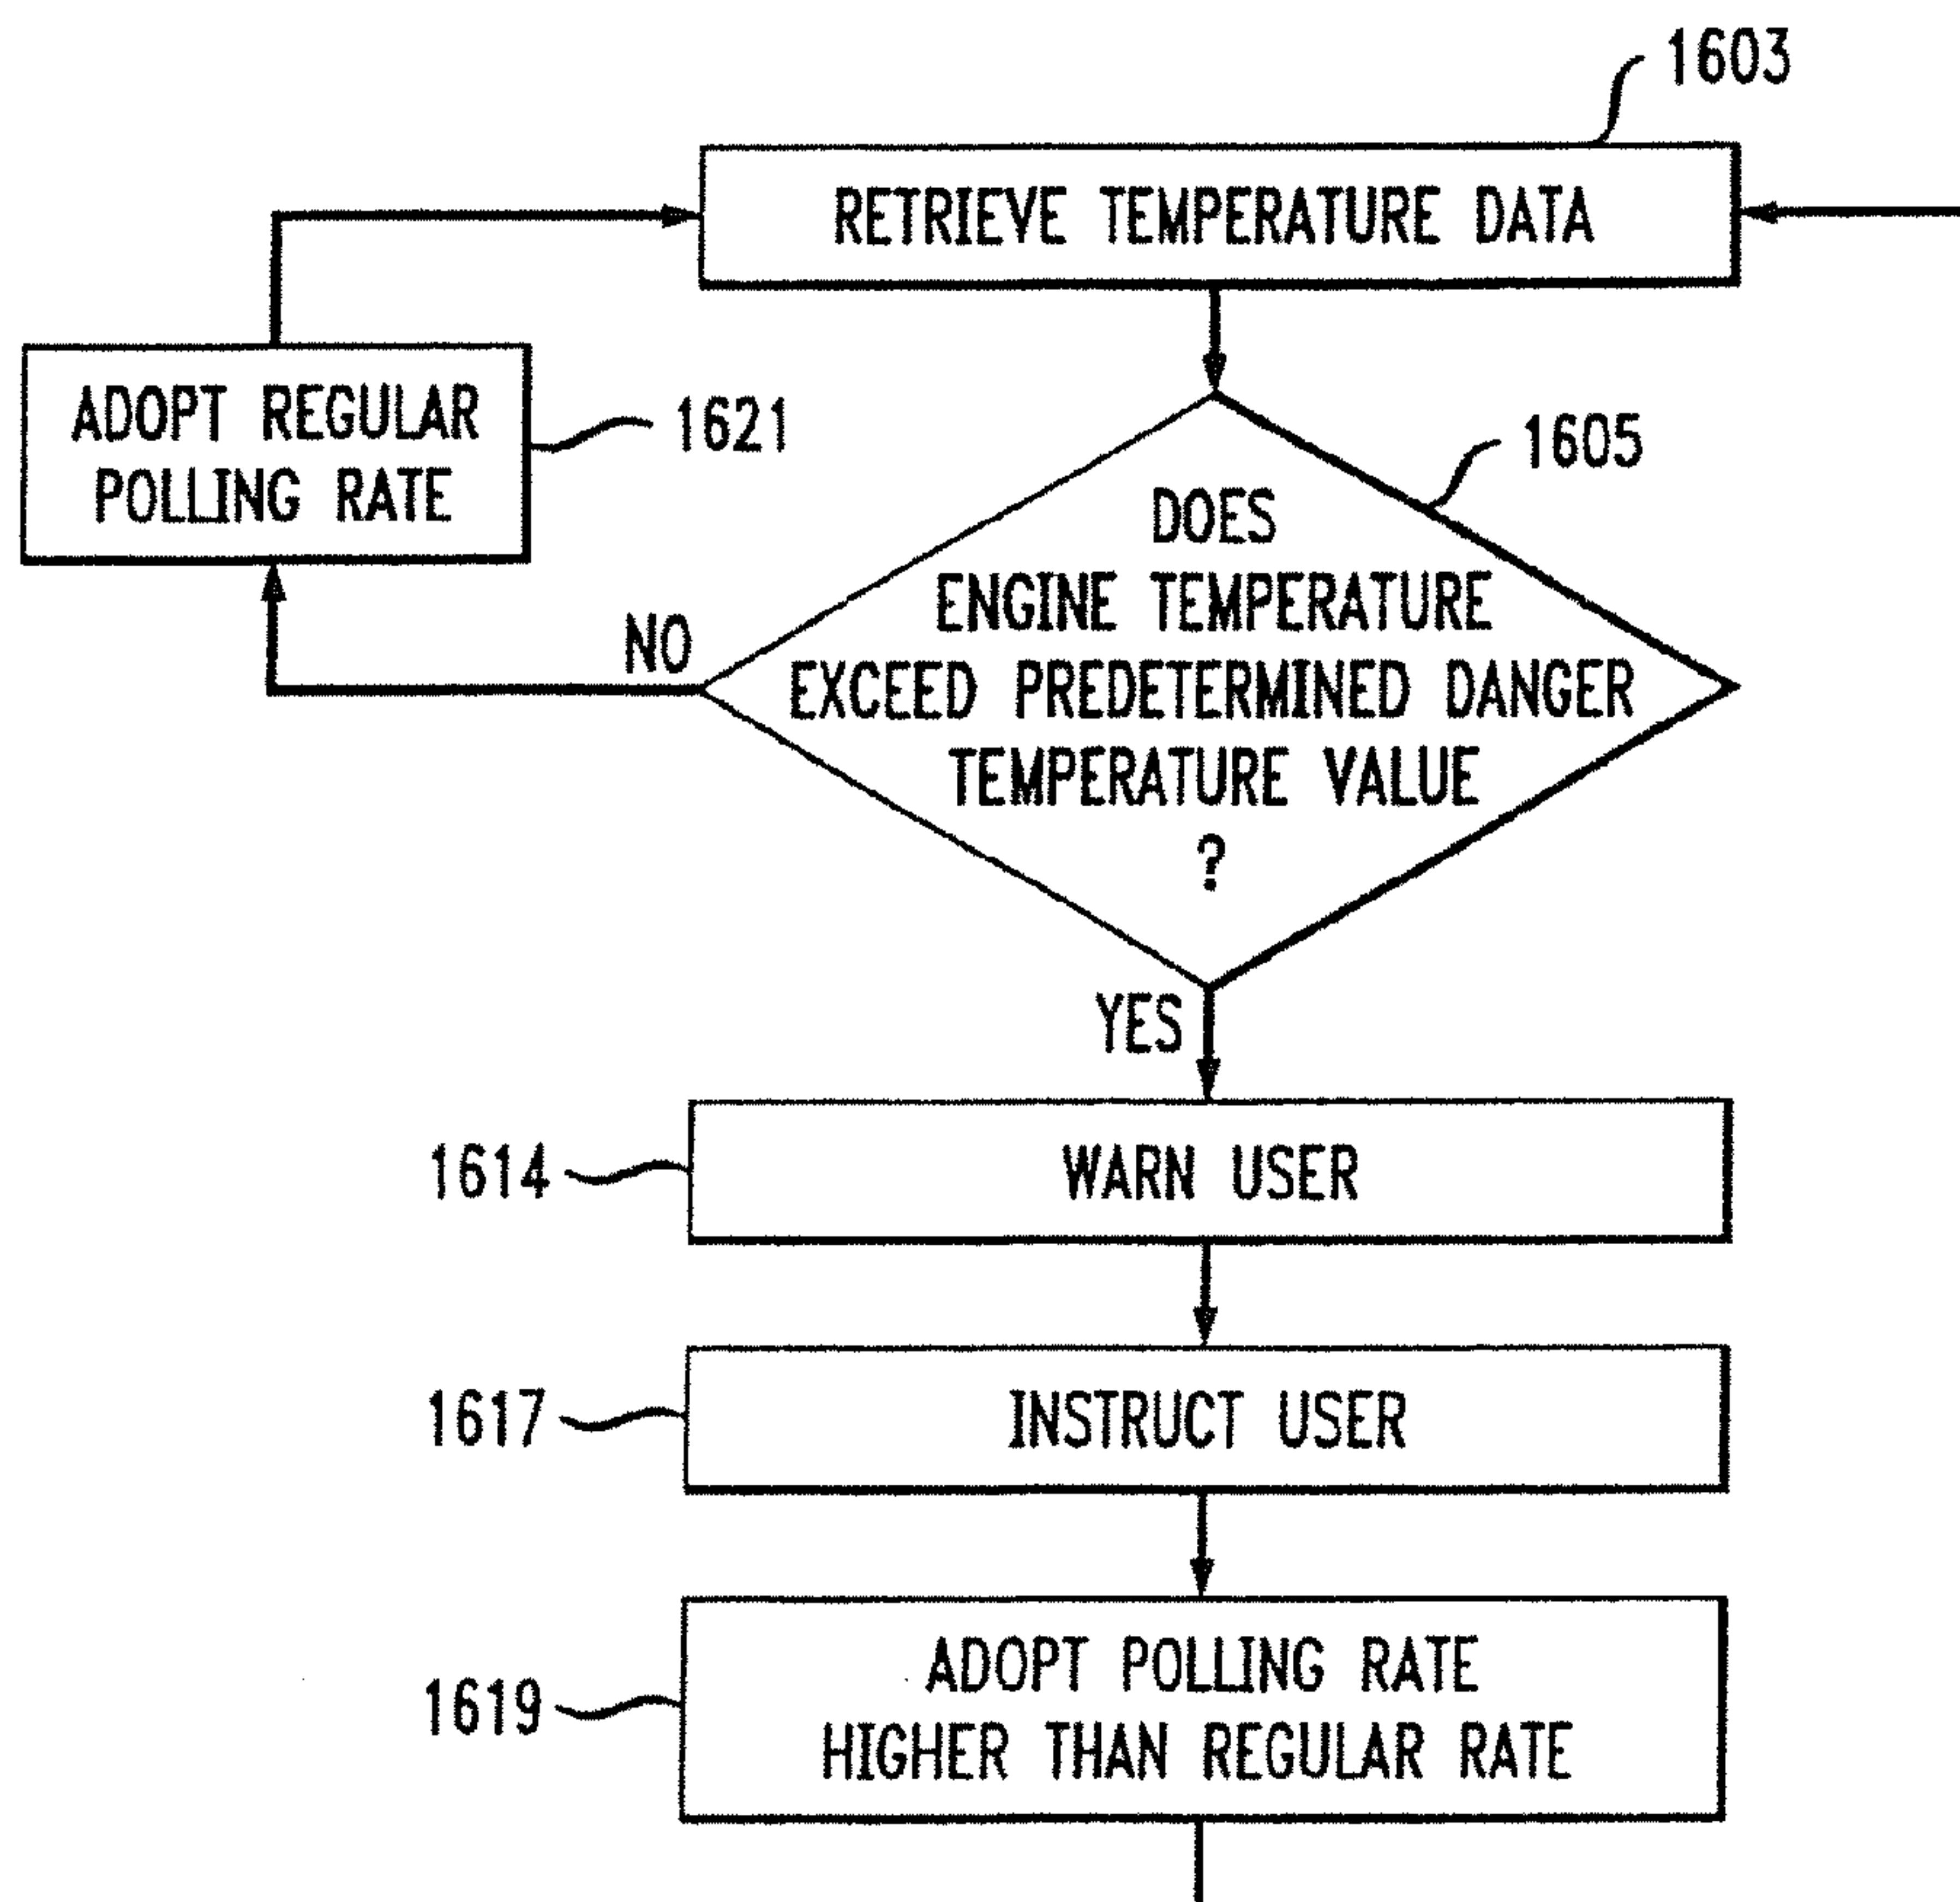 1603
RETRIEVE TEMPERATURE DATA
ADOPT REGULAR
POLLING RATE
1621
1605
DOES
ENGINE TEMPERATURE
EXCEED PREDETERMINED DANGER
TEMPERATURE VALUE
?
NO
YES
1614
WARN USER
1617
INSTRUCT USER
1619
ADOPT POLLING RATE
HIGHER THAN REGULAR RATE